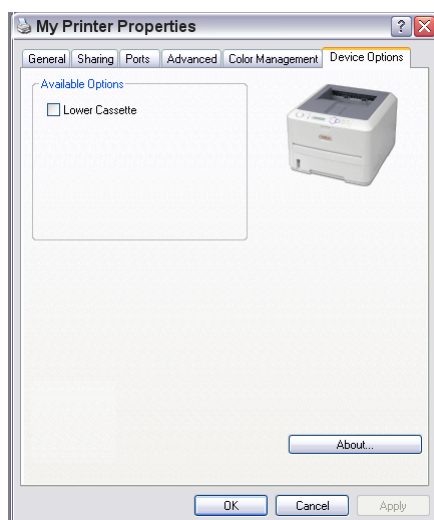 My Printer Properties
General Sharing Ports Advanced Color Management Device Options
Available Options
Lower Cassette
About...
OK Cancel Apply